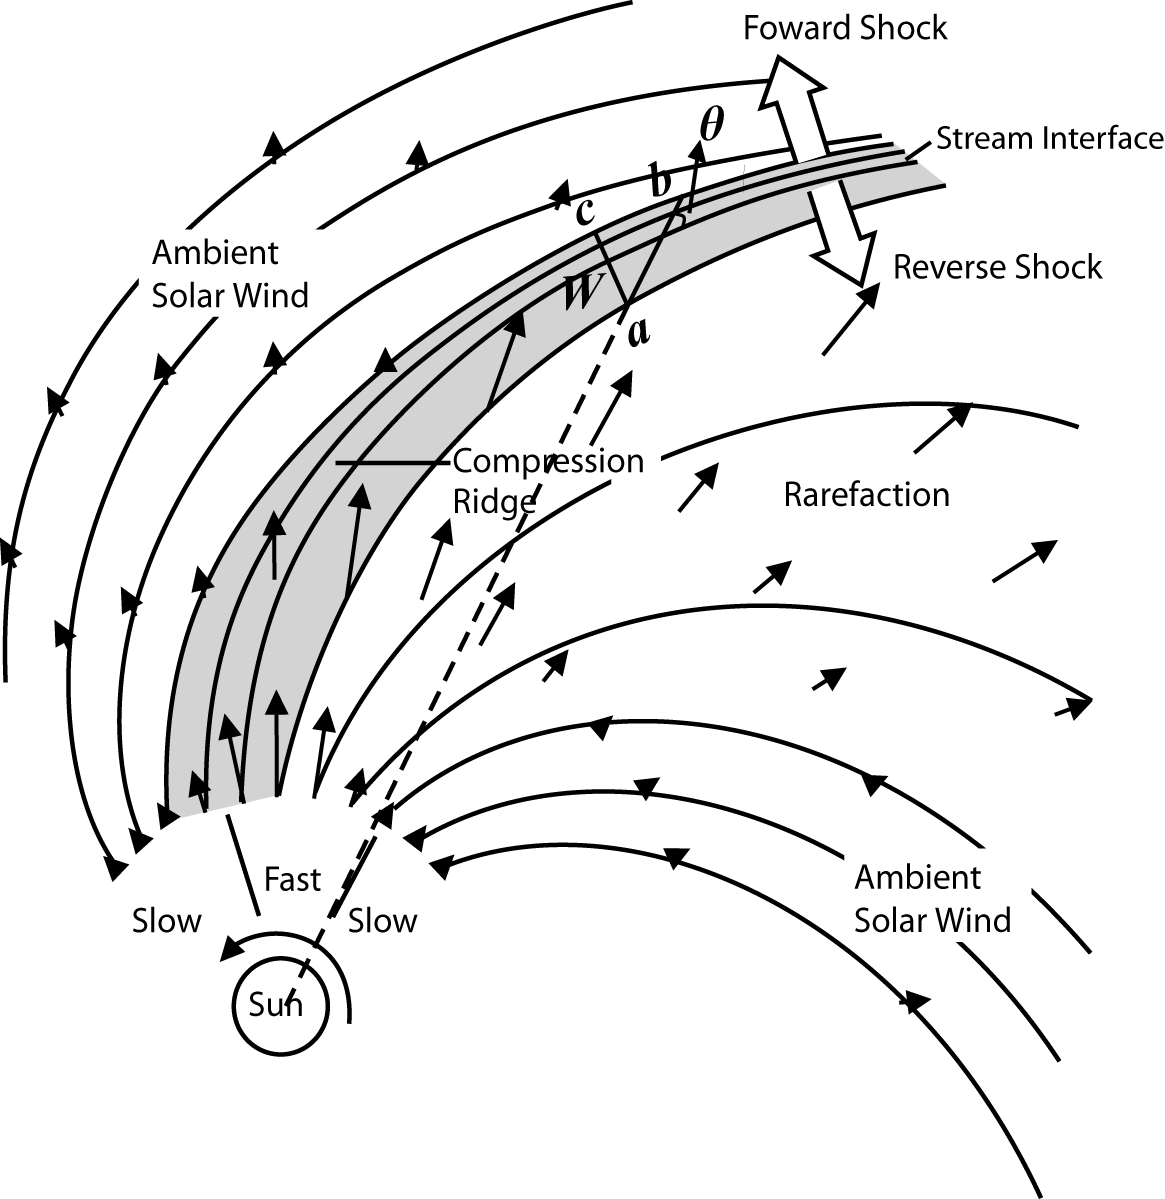 Foward Shock
θ
Stream Interface
b
c
Ambient
Solar Wind
Reverse Shock
W
a
Compression
Ridge
Rarefaction
Fast
Slow
Slow
Ambient
Solar Wind
Sun